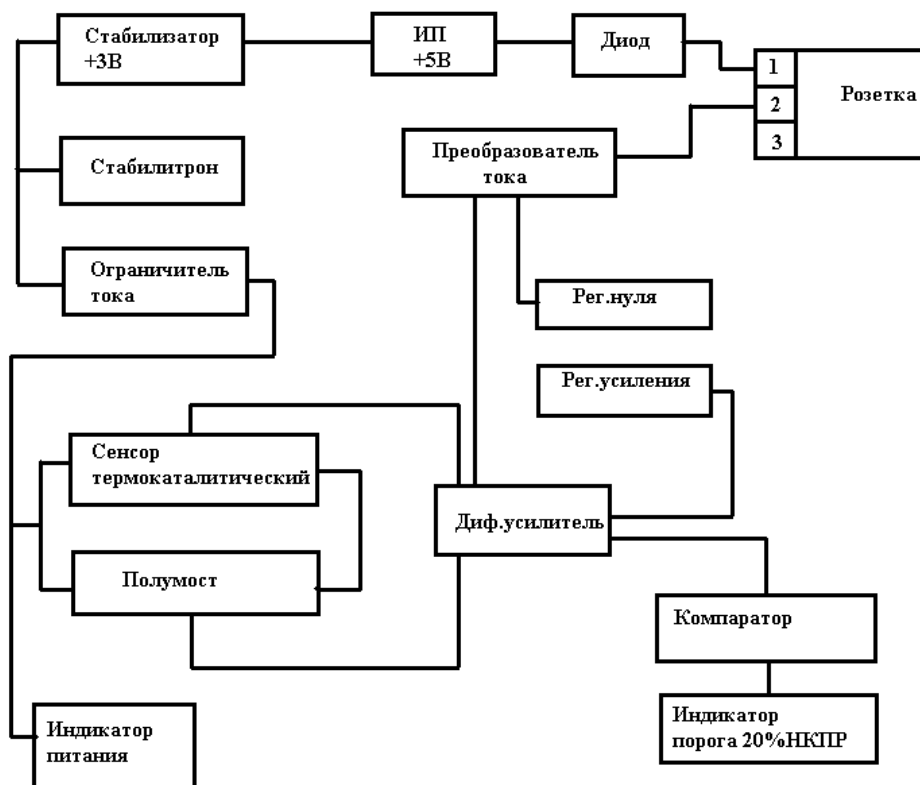 Стабилизатор
+3В
ИП
+5В
Диод
1
2
3
Розетка
Преобразователь
тока
Стабилитрон
Ограничитель
тока
Рег.нуля
Рег.усиления
Сенсор
термокаталитический
Диф.усилитель
Полумост
Компаратор
Индикатор
питания
Индикатор
порога 20%НКПР